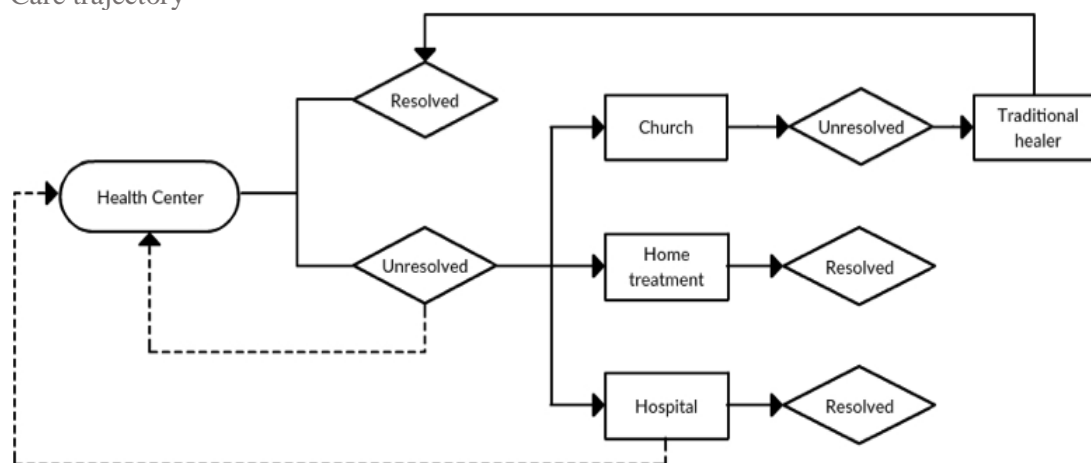 Care trajectory
Resolved
Church
Unresolved
Traditional
healer
Health Center
Unresolved
Home
treatment
Resolved
Hospital
Resolved